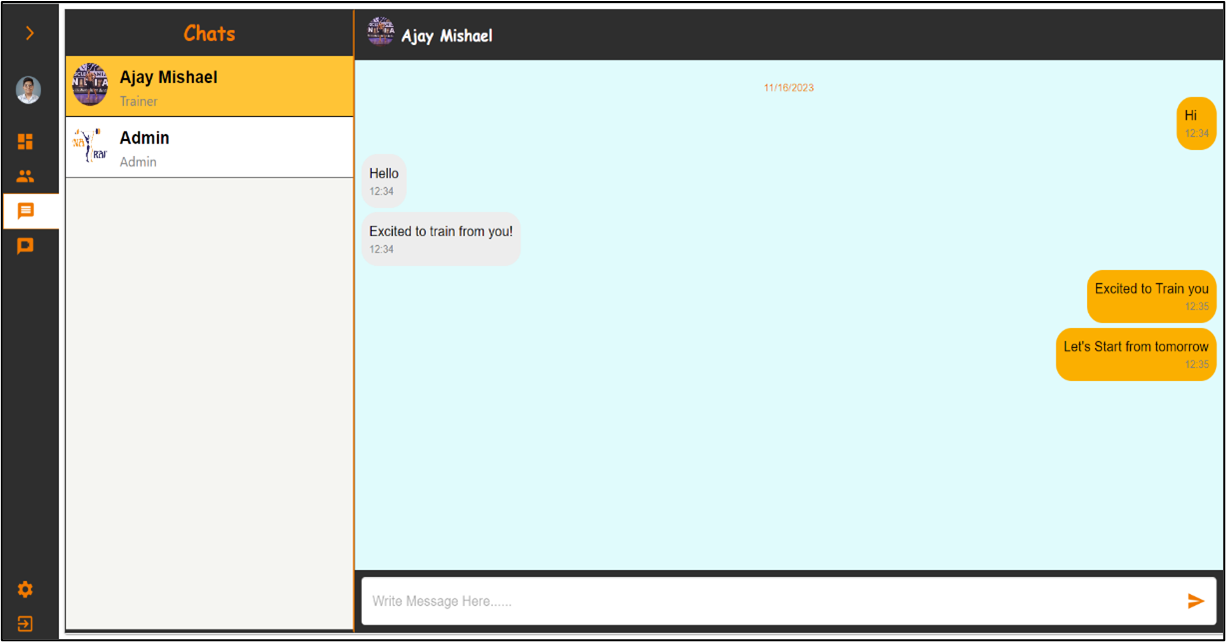 Chats
Ajay Mishael
Trainer
Admin
Admin
Ajay Mishael
11/16/2023
Hi
12:34
Hello
12:34
Excited to train from you!
12:34
Excited to Train you
12:35
Let's Start from tomorrow
12:35
Write Message Here......